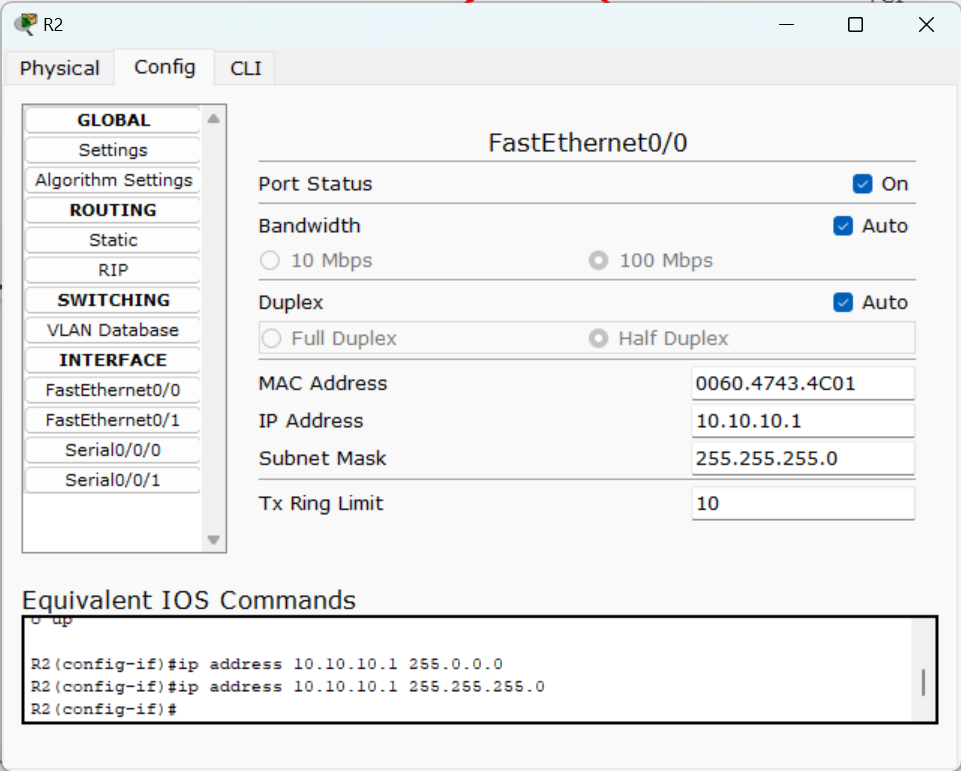 R2
Physical Config CLI
GLOBAL
Settings
Algorithm Settings
ROUTING
Static
RIP
SWITCHING
VLAN Database
INTERFACE
FastEthernet0/0
FastEthernet0/1
Serial0/0/0
Serial0/0/1
FastEthernet0/0
Port Status On
Bandwidth Auto
10 Mbps 100 Mbps
Duplex Auto
Full Duplex Half Duplex
MAC Address 0060.4743.4C01
IP Address 10.10.10.1
Subnet Mask 255.255.255.0
Tx Ring Limit 10
Equivalent IOS Commands
up
R2(config-if)#ip address 10.10.10.1 255.0.0.0
R2(config-if)#ip address 10.10.10.1 255.255.255.0
R2(config-if)#